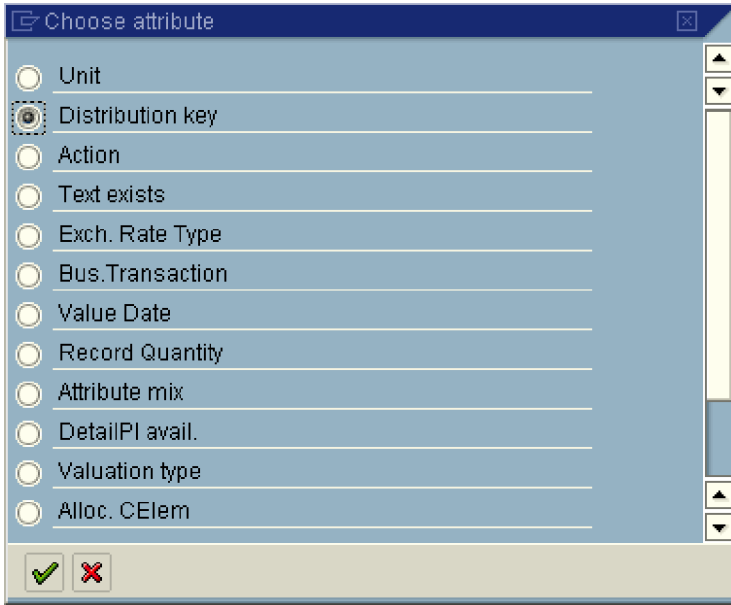 Choose attribute
Unit
Distribution key
Action
Text exists
Exch. Rate Type
Bus.Transaction
Value Date
Record Quantity
Attribute mix
DetailPl avail.
Valuation type
Alloc. CElem